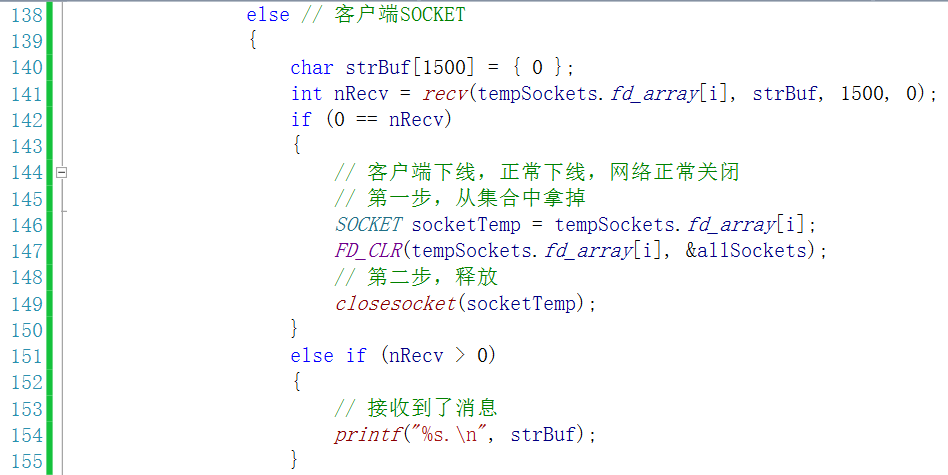 138 else // 客户端SOCKET
139 {
140 char strBuf[1500] = { 0 };
141 int nRecv = recv(tempSockets.fd_array[i], strBuf, 1500, 0);
142 if (0 == nRecv)
143 {
144 // 客户端下线，正常下线，网络正常关闭
145 // 第一步，从集合中拿掉
146 SOCKET socketTemp = tempSockets.fd_array[i];
147 FD_CLR(tempSockets.fd_array[i], &allSockets);
148 // 第二步，释放
149 closesocket(socketTemp);
150 }
151 else if (nRecv > 0)
152 {
153 // 接收到了消息
154 printf("%s.\n", strBuf);
155 }